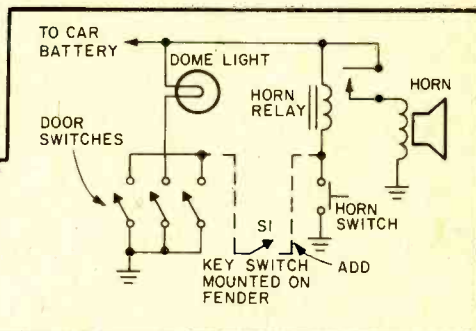 TO CAR
BATTERY
DOME LIGHT
HORN
RELAY
HORN
DOOR
SWITCHES
S1
HORN
SWITCH
KEY SWITCH
MOUNTED ON
FENDER
ADD